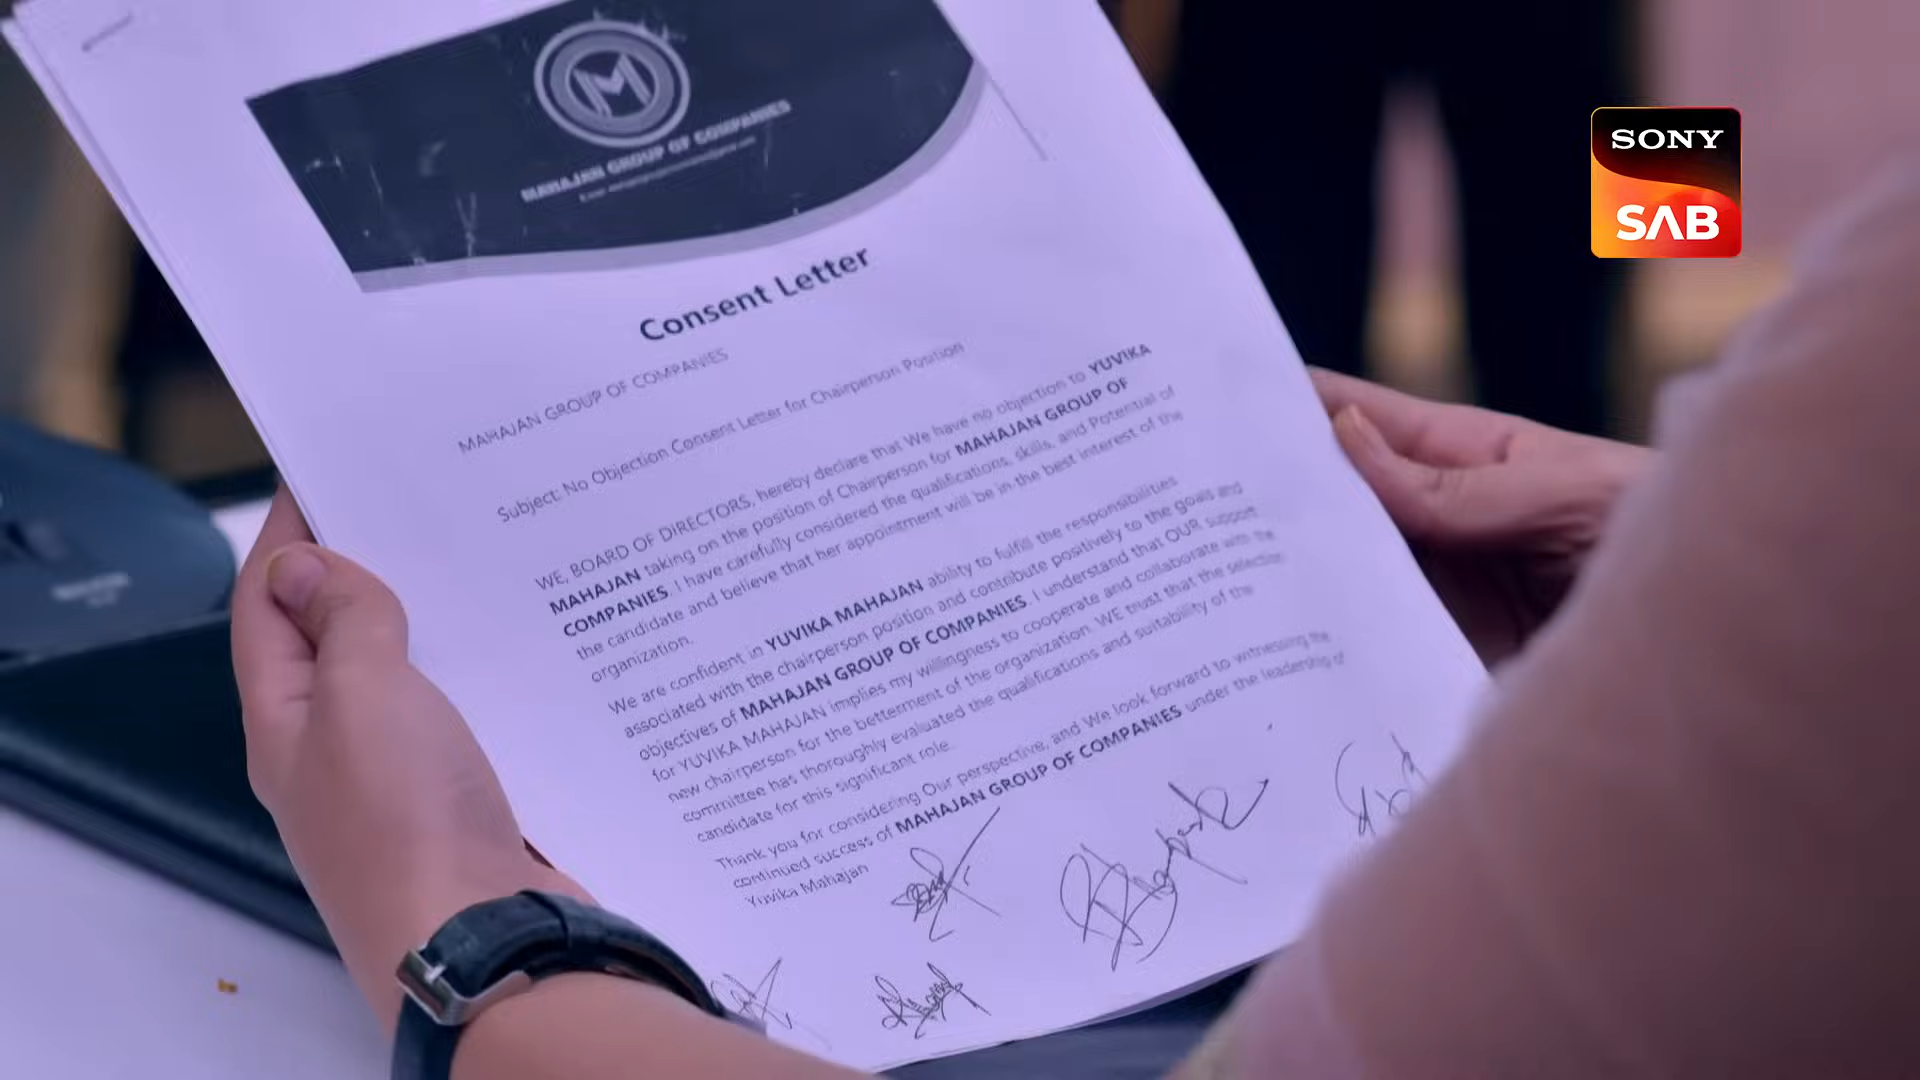 MAHAJAN GROUP OF COMPANIES
SONY
SAB
Consent Letter
MAHAJAN GROUP OF COMPANIES
Subject: No Objection Consent Letter for Chairperson Position
WE, BOARD OF DIRECTORS, hereby declare that We have no objection to YUVIKA
MAHAJAN taking on the position of Chairperson for MAHAJAN GROUP OF
COMPANIES. I have carefully considered the qualifications, skills, and Potential of
the candidate and believe that her appointment will be in the best interest of the
organization.
We are confident in YUVIKA MAHAJAN ability to fulfill the responsibilities
associated with the chairperson position and contribute positively to the goals and
objectives of MAHAJAN GROUP OF COMPANIES. I understand that OUR support
for YUVIKA MAHAJAN implies my willingness to cooperate and collaborate with the
new chairperson for the betterment of the organization. WE trust that the selection
committee has thoroughly evaluated the qualifications and suitability of the
candidate for this significant role.
Thank you for considering Our perspective, and We look forward to witnessing the
continued success of MAHAJAN GROUP OF COMPANIES under the leadership of
Yuvika Mahajan